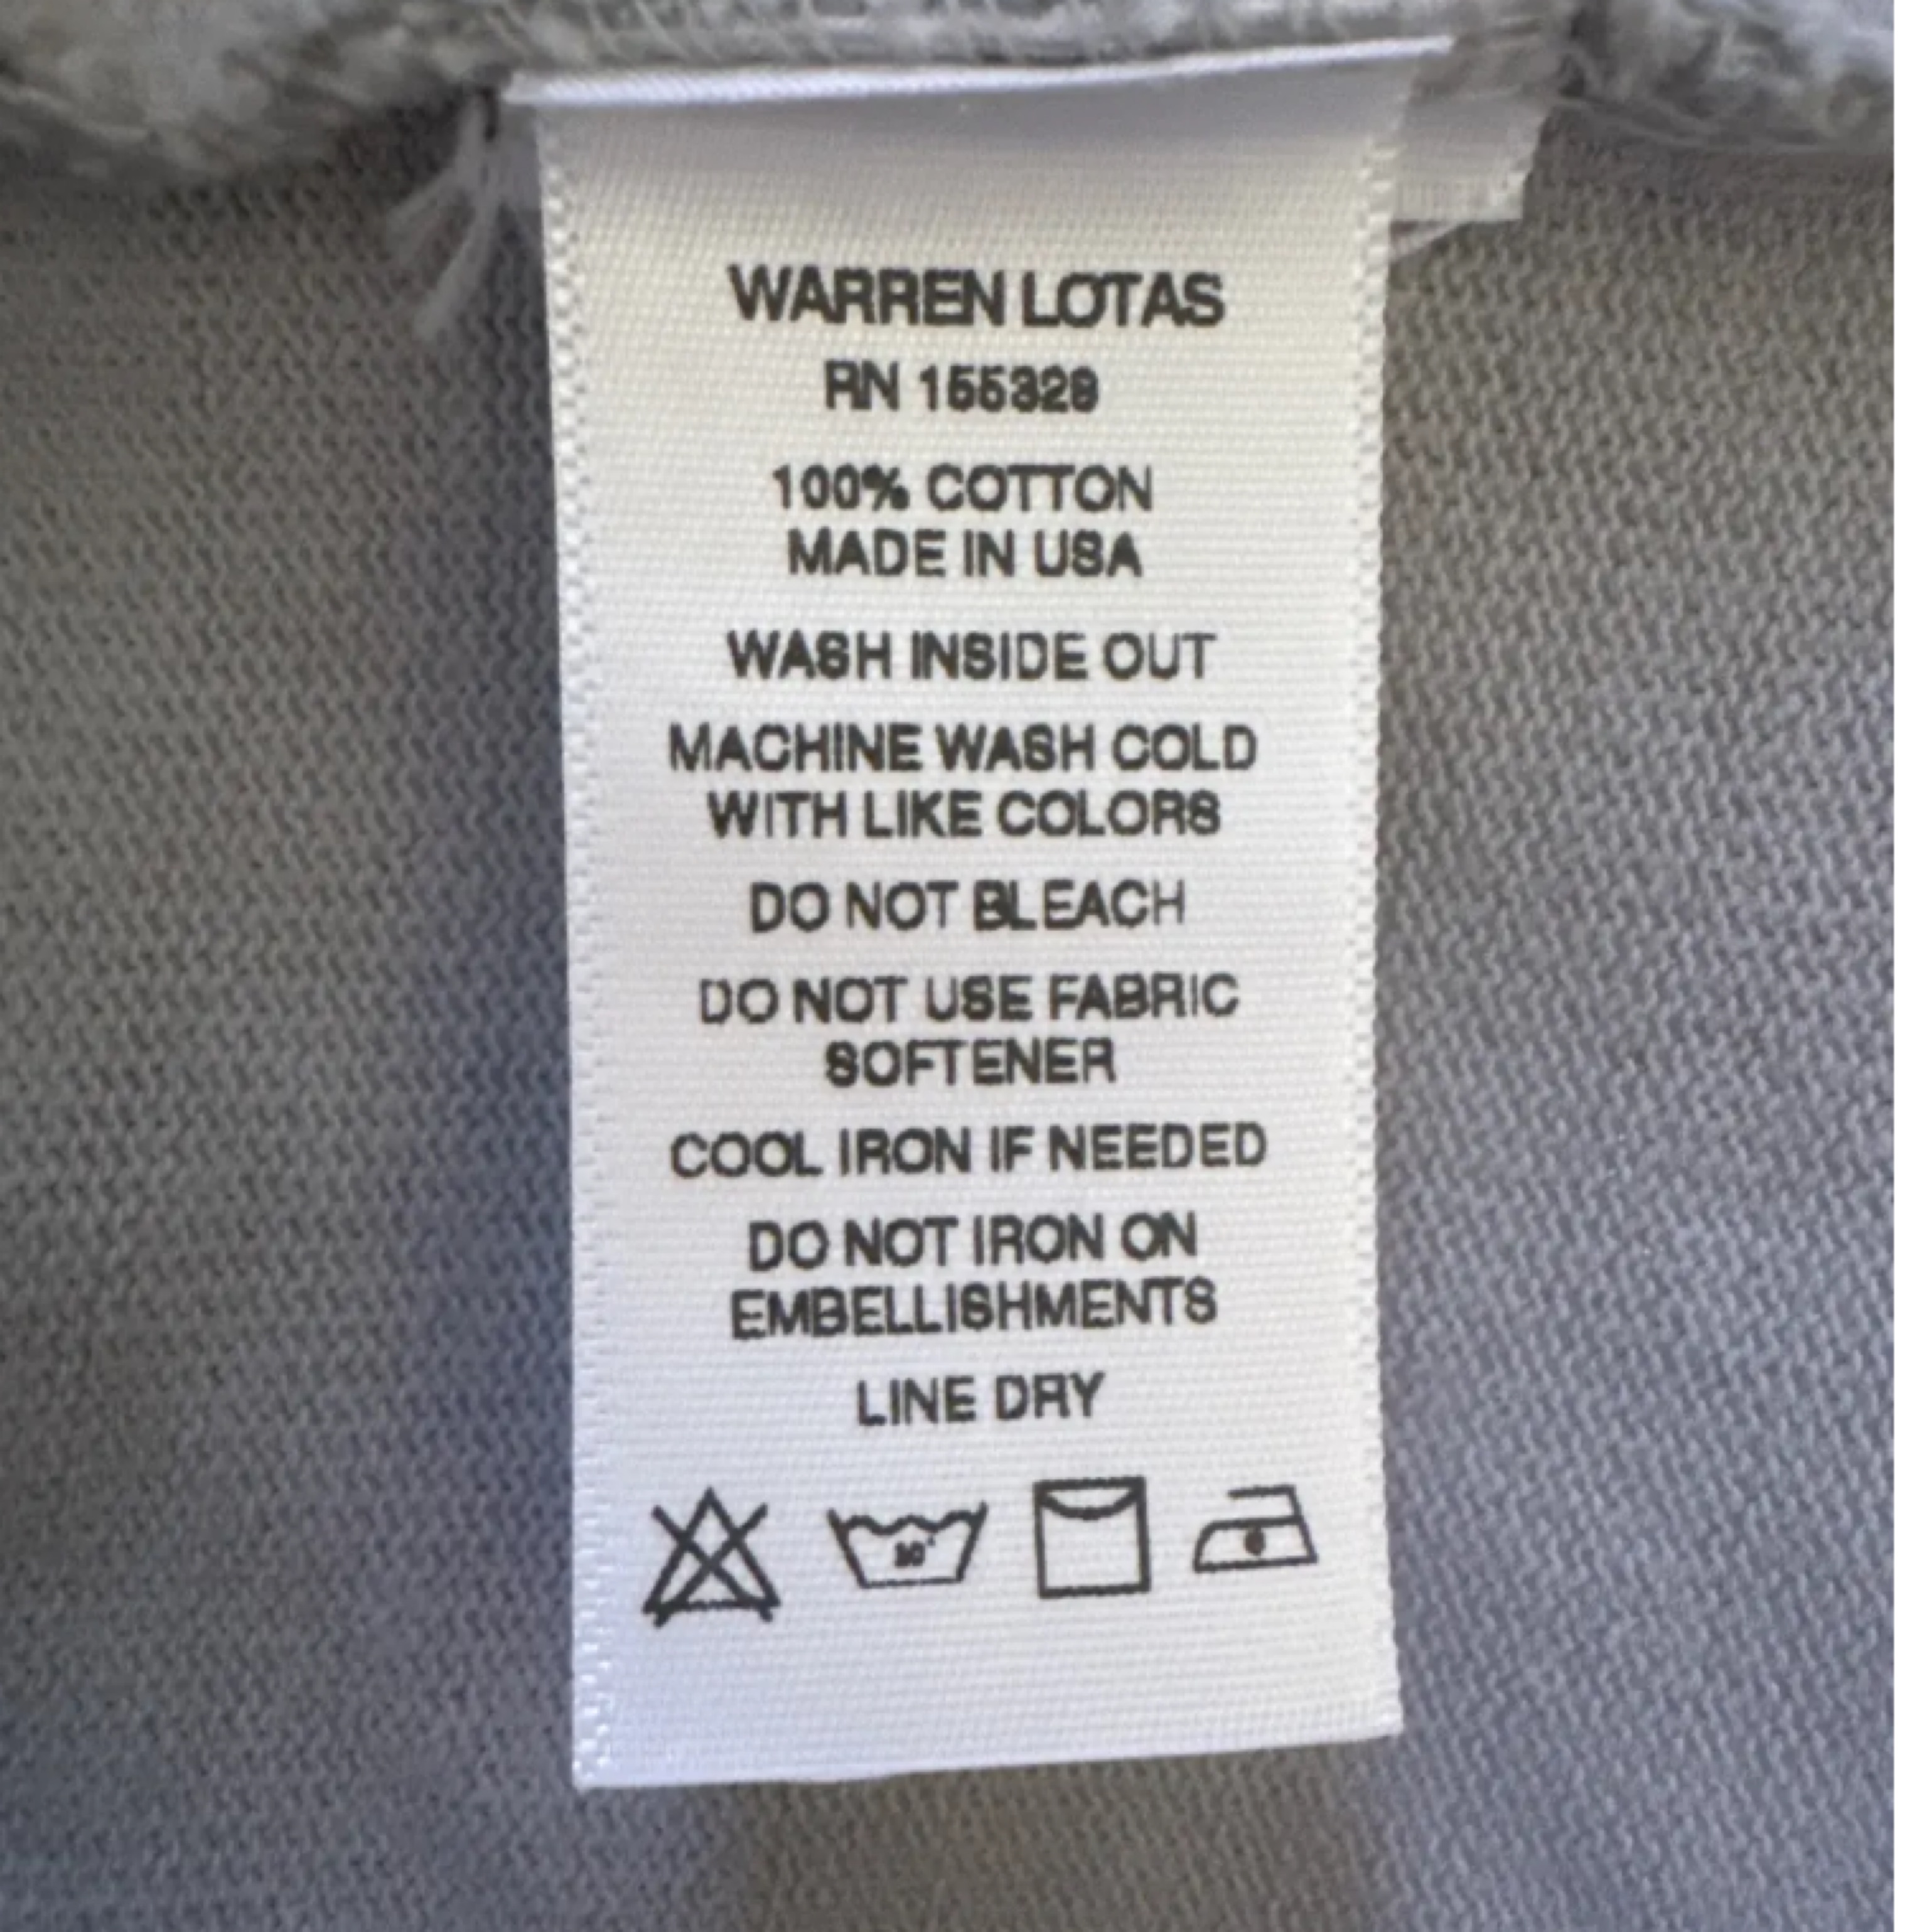 WARREN LOTAS
RN 155329
100% COTTON
MADE IN USA
WASH INSIDE OUT
MACHINE WASH COLD
WITH LIKE COLORS
DO NOT BLEACH
DO NOT USE FABRIC
SOFTENER
COOL IRON IF NEEDED
DO NOT IRON ON
EMBELLISHMENTS
LINE DRY